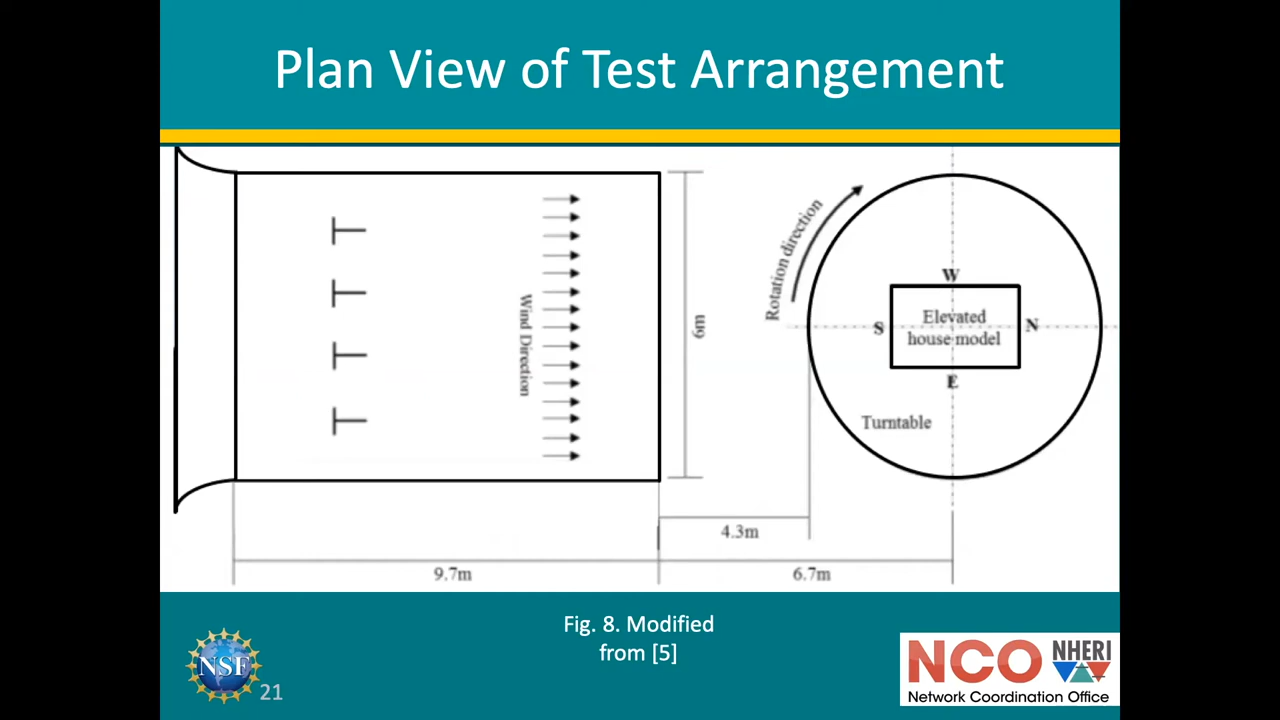 Plan View of Test Arrangement
Rotation direction
Wind Direction
6m
W
S
Elevated
house model
N
E
Turntable
4.3m
9.7m
6.7m
Fig. 8. Modified
from [5]
NSF
21
NCO
NHERI
Network Coordination Office